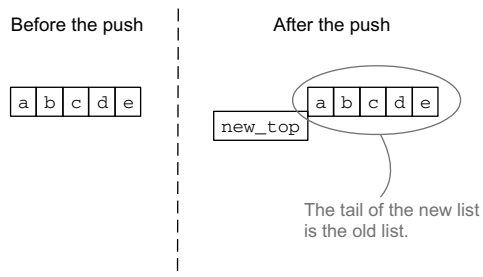 Before the push
After the push
a b c d e
a b c d e
new_top
The tail of the new list
is the old list.